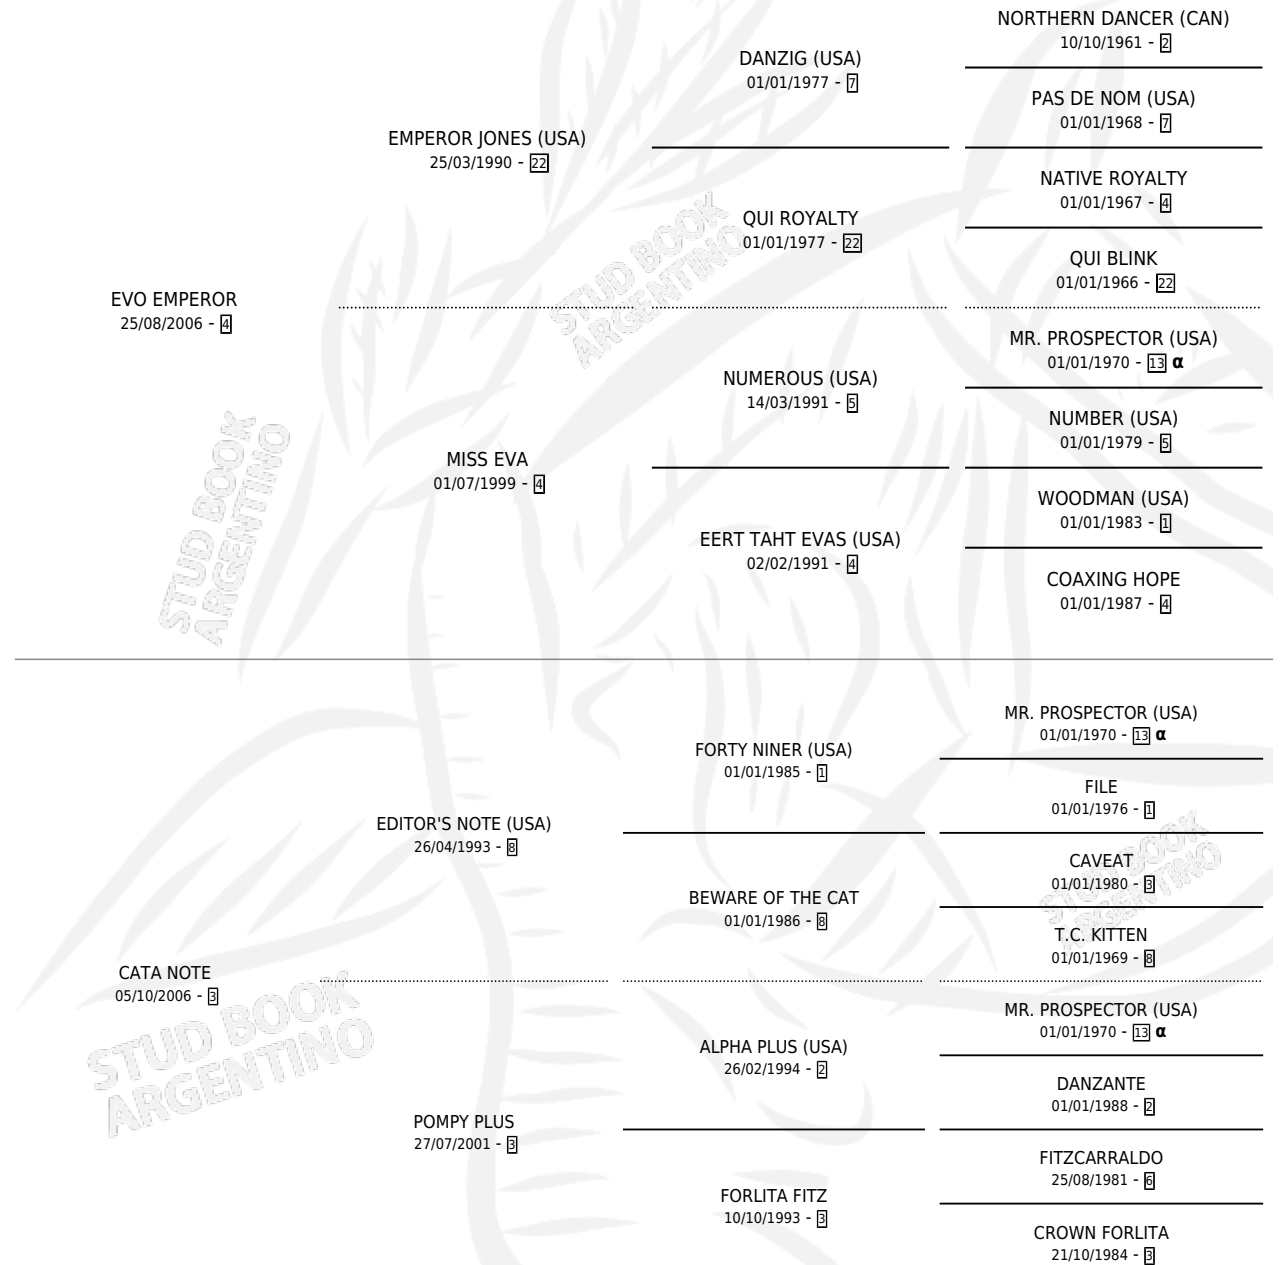 NORTHERN DANCER (CAN)
10/10/1961 - 2
DANZIG (USA)
01/01/1977 - 7
PAS DE NOM (USA)
01/01/1968 - 7
EMPEROR JONES (USA)
25/03/1990 - 22
NATIVE ROYALTY
01/01/1967 - 4
QUI ROYALTY
01/01/1977 - 22
QUI BLINK
01/01/1966 - 22
EVO EMPEROR
25/08/2006 - 4
MR. PROSPECTOR (USA)
01/01/1970 - 13 α
NUMEROUS (USA)
14/03/1991 - 5
NUMBER (USA)
01/01/1979 - 5
MISS EVA
01/07/1999 - 4
WOODMAN (USA)
01/01/1983 - 1
EERT TAHT EVAS (USA)
02/02/1991 - 4
COAXING HOPE
01/01/1987 - 4
STUD BOOK
ARGENTINO
STUD BOOK
ARGENTINO
MR. PROSPECTOR (USA)
01/01/1970 - 13 α
FORTY NINER (USA)
01/01/1985 - 1
FILE
01/01/1976 - 1
EDITOR'S NOTE (USA)
26/04/1993 - 8
CAVEAT
01/01/1980 - 3
BEWARE OF THE CAT
01/01/1986 - 8
T.C. KITTEN
01/01/1969 - 8
CATA NOTE
05/10/2006 - 3
MR. PROSPECTOR (USA)
01/01/1970 - 13 α
ALPHA PLUS (USA)
26/02/1994 - 2
DANZANTE
01/01/1988 - 2
POMPY PLUS
27/07/2001 - 3
FITZCARRALDO
25/08/1981 - 6
FORLITA FITZ
10/10/1993 - 3
CROWN FORLITA
21/10/1984 - 3
STUD BOOK
ARGENTINO
STUD BOOK
ARGENTINO